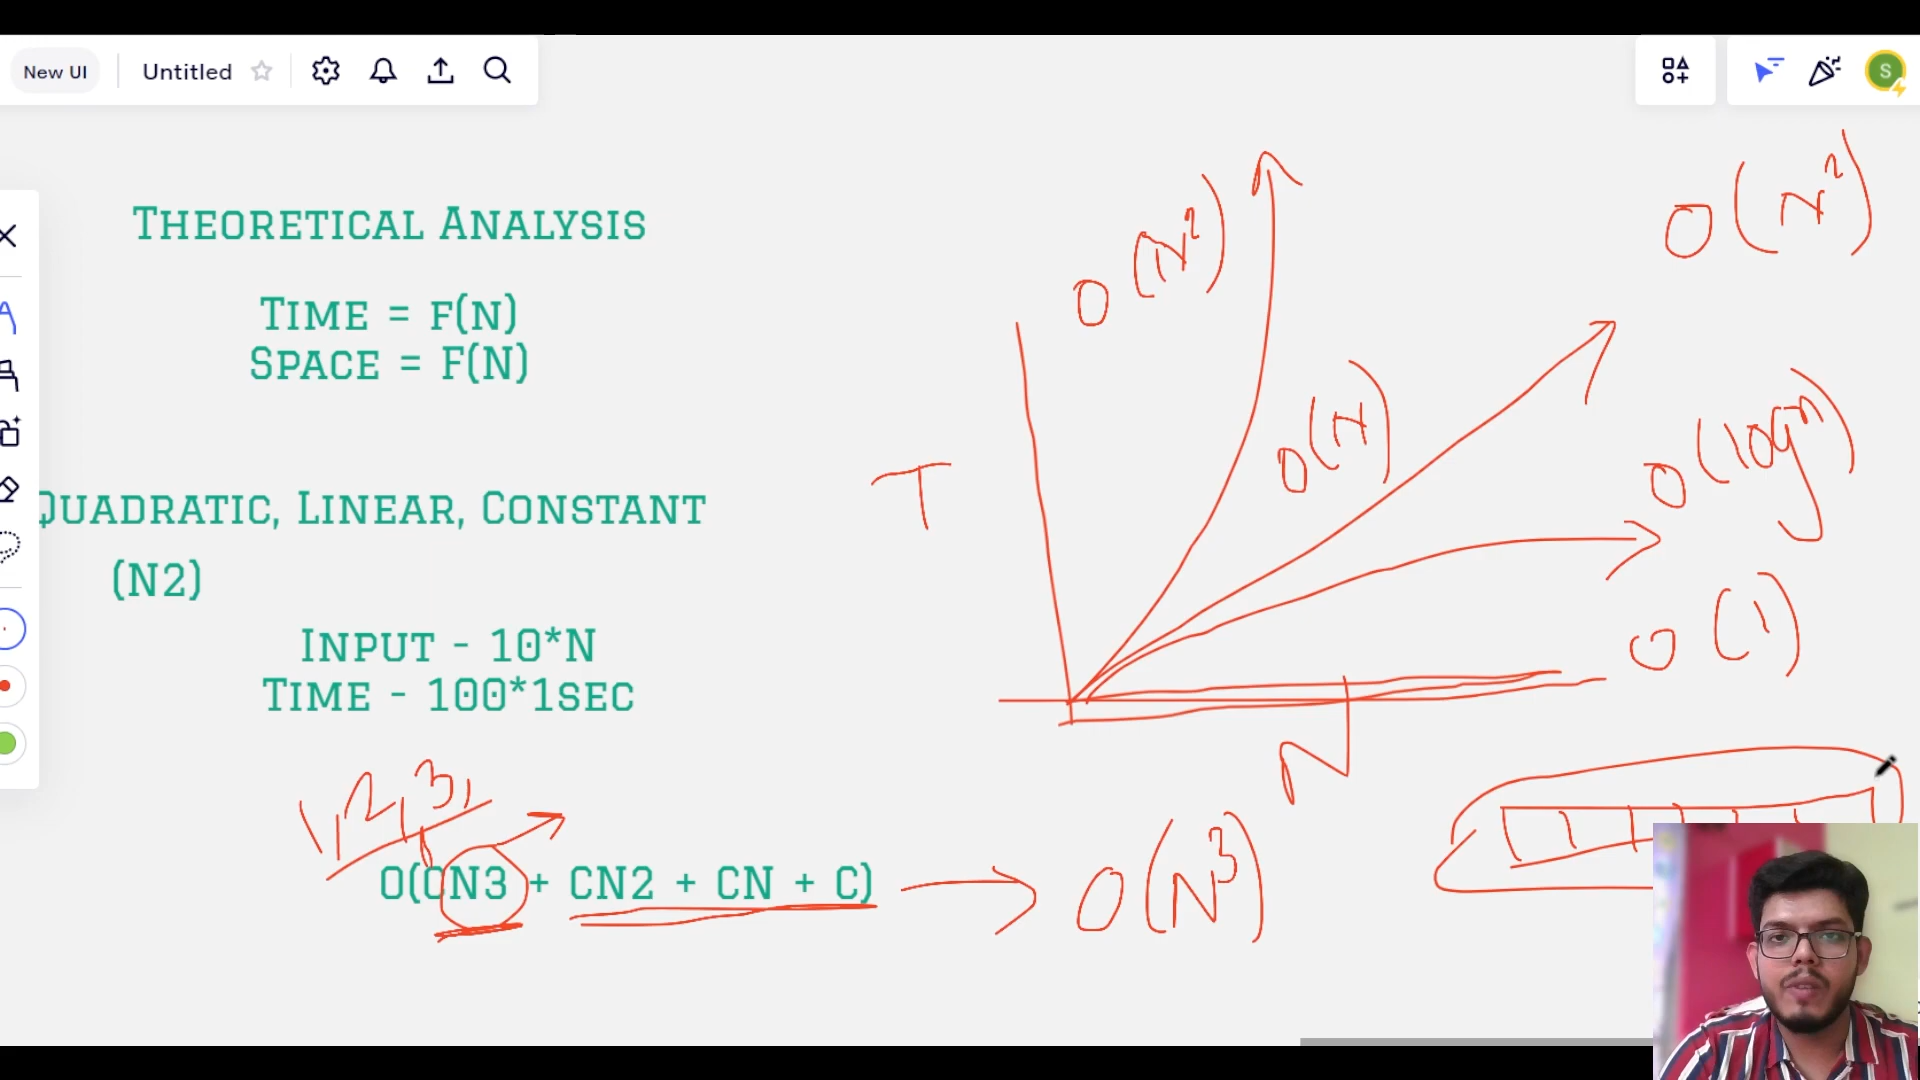 New UI
Untitled
S
THEORETICAL ANALYSIS
TIME = F(N)
SPACE = F(N)
QUADRATIC, LINEAR, CONSTANT
(N2)
INPUT - 10*N
TIME - 100*1SEC
1, 2, 3,
O(CN3 + CN2 + CN + C)
O(N³)
T
N
O(N²)
O(N)
O(N²)
O(log n)
O(1)